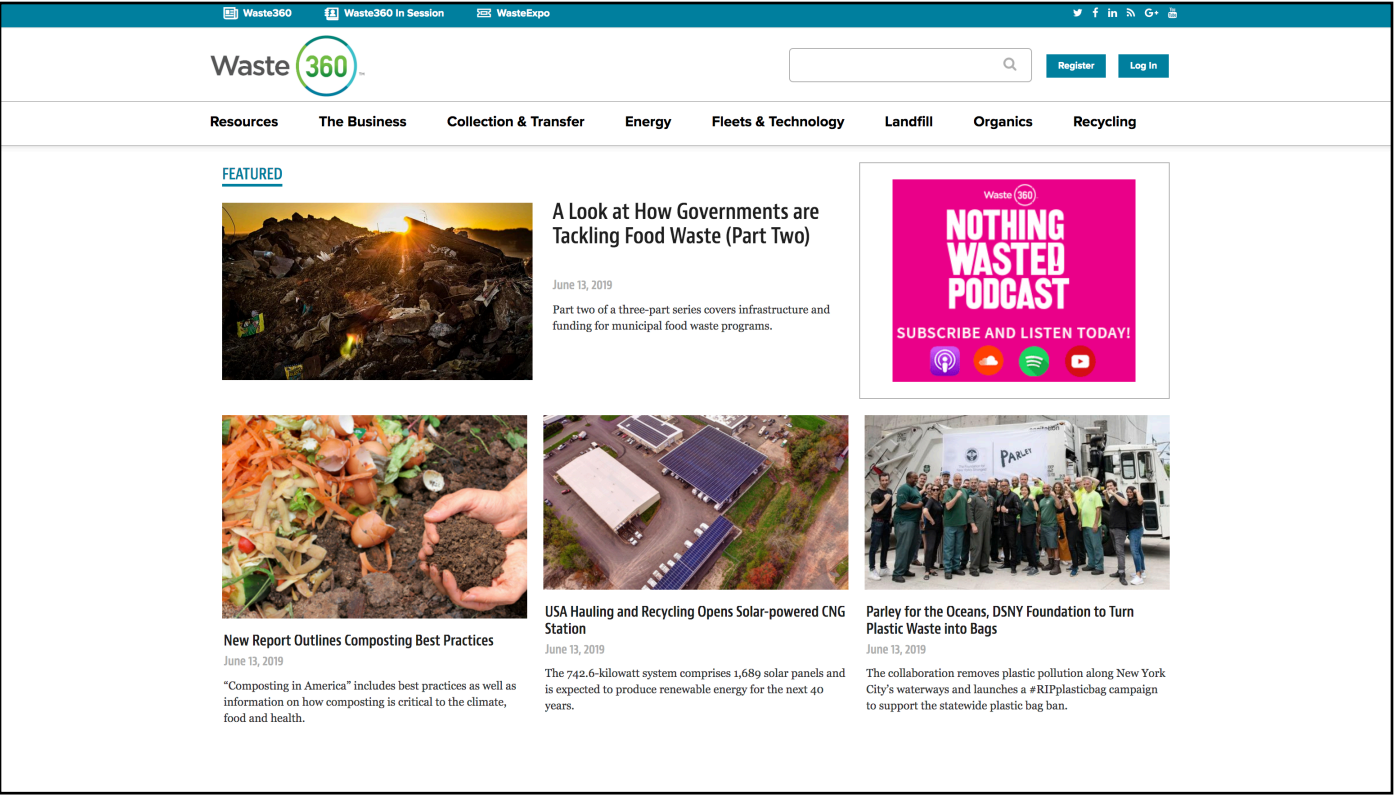 Waste360
Waste360 In Session
WasteExpo
Waste 360
Register
Log In
Resources
The Business
Collection & Transfer
Energy
Fleets & Technology
Landfill
Organics
Recycling
FEATURED
A Look at How Governments are
Tackling Food Waste (Part Two)
June 13, 2019
Part two of a three-part series covers infrastructure and
funding for municipal food waste programs.
Waste 360
NOTHING
WASTED!
PODCAST
SUBSCRIBE AND LISTEN TODAY!
PARLEY
New Report Outlines Composting Best Practices
June 13, 2019
“Composting in America” includes best practices as well as
information on how composting is critical to the climate,
food and health.
USA Hauling and Recycling Opens Solar-powered CNG
Station
June 13, 2019
The 742.6-kilowatt system comprises 1,689 solar panels and
is expected to produce renewable energy for the next 40
years.
Parley for the Oceans, DSNY Foundation to Turn
Plastic Waste into Bags
June 13, 2019
The collaboration removes plastic pollution along New York
City’s waterways and launches a #RIPplasticbag campaign
to support the statewide plastic bag ban.